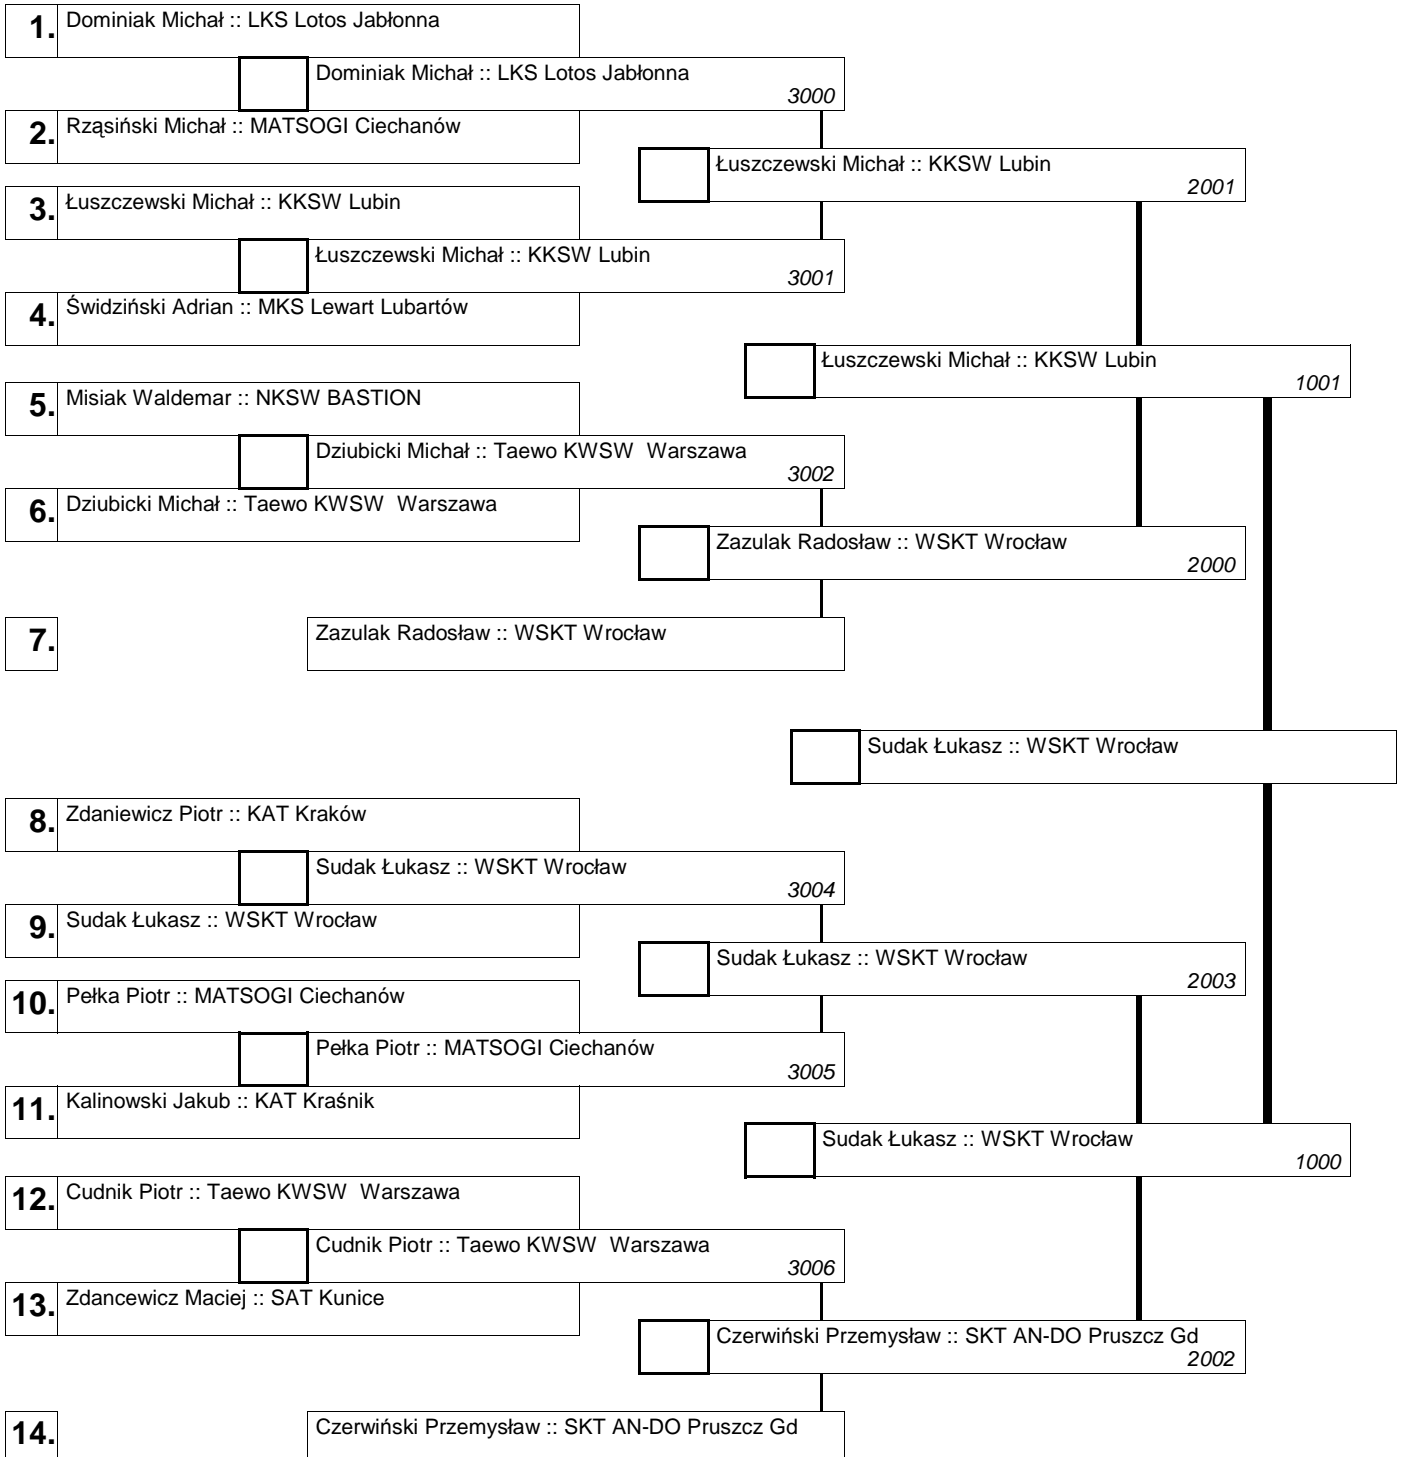 1. Dominiak Michał :: LKS Lotos Jabłonna
Dominiak Michał :: LKS Lotos Jabłonna
3000
2. Rząsiński Michał :: MATSOGI Ciechanów
Łuszczewski Michał :: KKSW Lubin
2001
3. Łuszczewski Michał :: KKSW Lubin
Łuszczewski Michał :: KKSW Lubin
3001
4. Świdziński Adrian :: MKS Lewart Lubartów
Łuszczewski Michał :: KKSW Lubin
1001
5. Misiak Waldemar :: NKSW BASTION
Dziubicki Michał :: Taewo KWSW  Warszawa
3002
6. Dziubicki Michał :: Taewo KWSW  Warszawa
Zazulak Radosław :: WSKT Wrocław
2000
7. Zazulak Radosław :: WSKT Wrocław
Sudak Łukasz :: WSKT Wrocław
8. Zdaniewicz Piotr :: KAT Kraków
Sudak Łukasz :: WSKT Wrocław
3004
9. Sudak Łukasz :: WSKT Wrocław
Sudak Łukasz :: WSKT Wrocław
2003
10. Pełka Piotr :: MATSOGI Ciechanów
Pełka Piotr :: MATSOGI Ciechanów
3005
11. Kalinowski Jakub :: KAT Kraśnik
Sudak Łukasz :: WSKT Wrocław
1000
12. Cudnik Piotr :: Taewo KWSW  Warszawa
Cudnik Piotr :: Taewo KWSW  Warszawa
3006
13. Zdancewicz Maciej :: SAT Kunice
Czerwiński Przemysław :: SKT AN-DO Pruszcz Gd
2002
14. Czerwiński Przemysław :: SKT AN-DO Pruszcz Gd